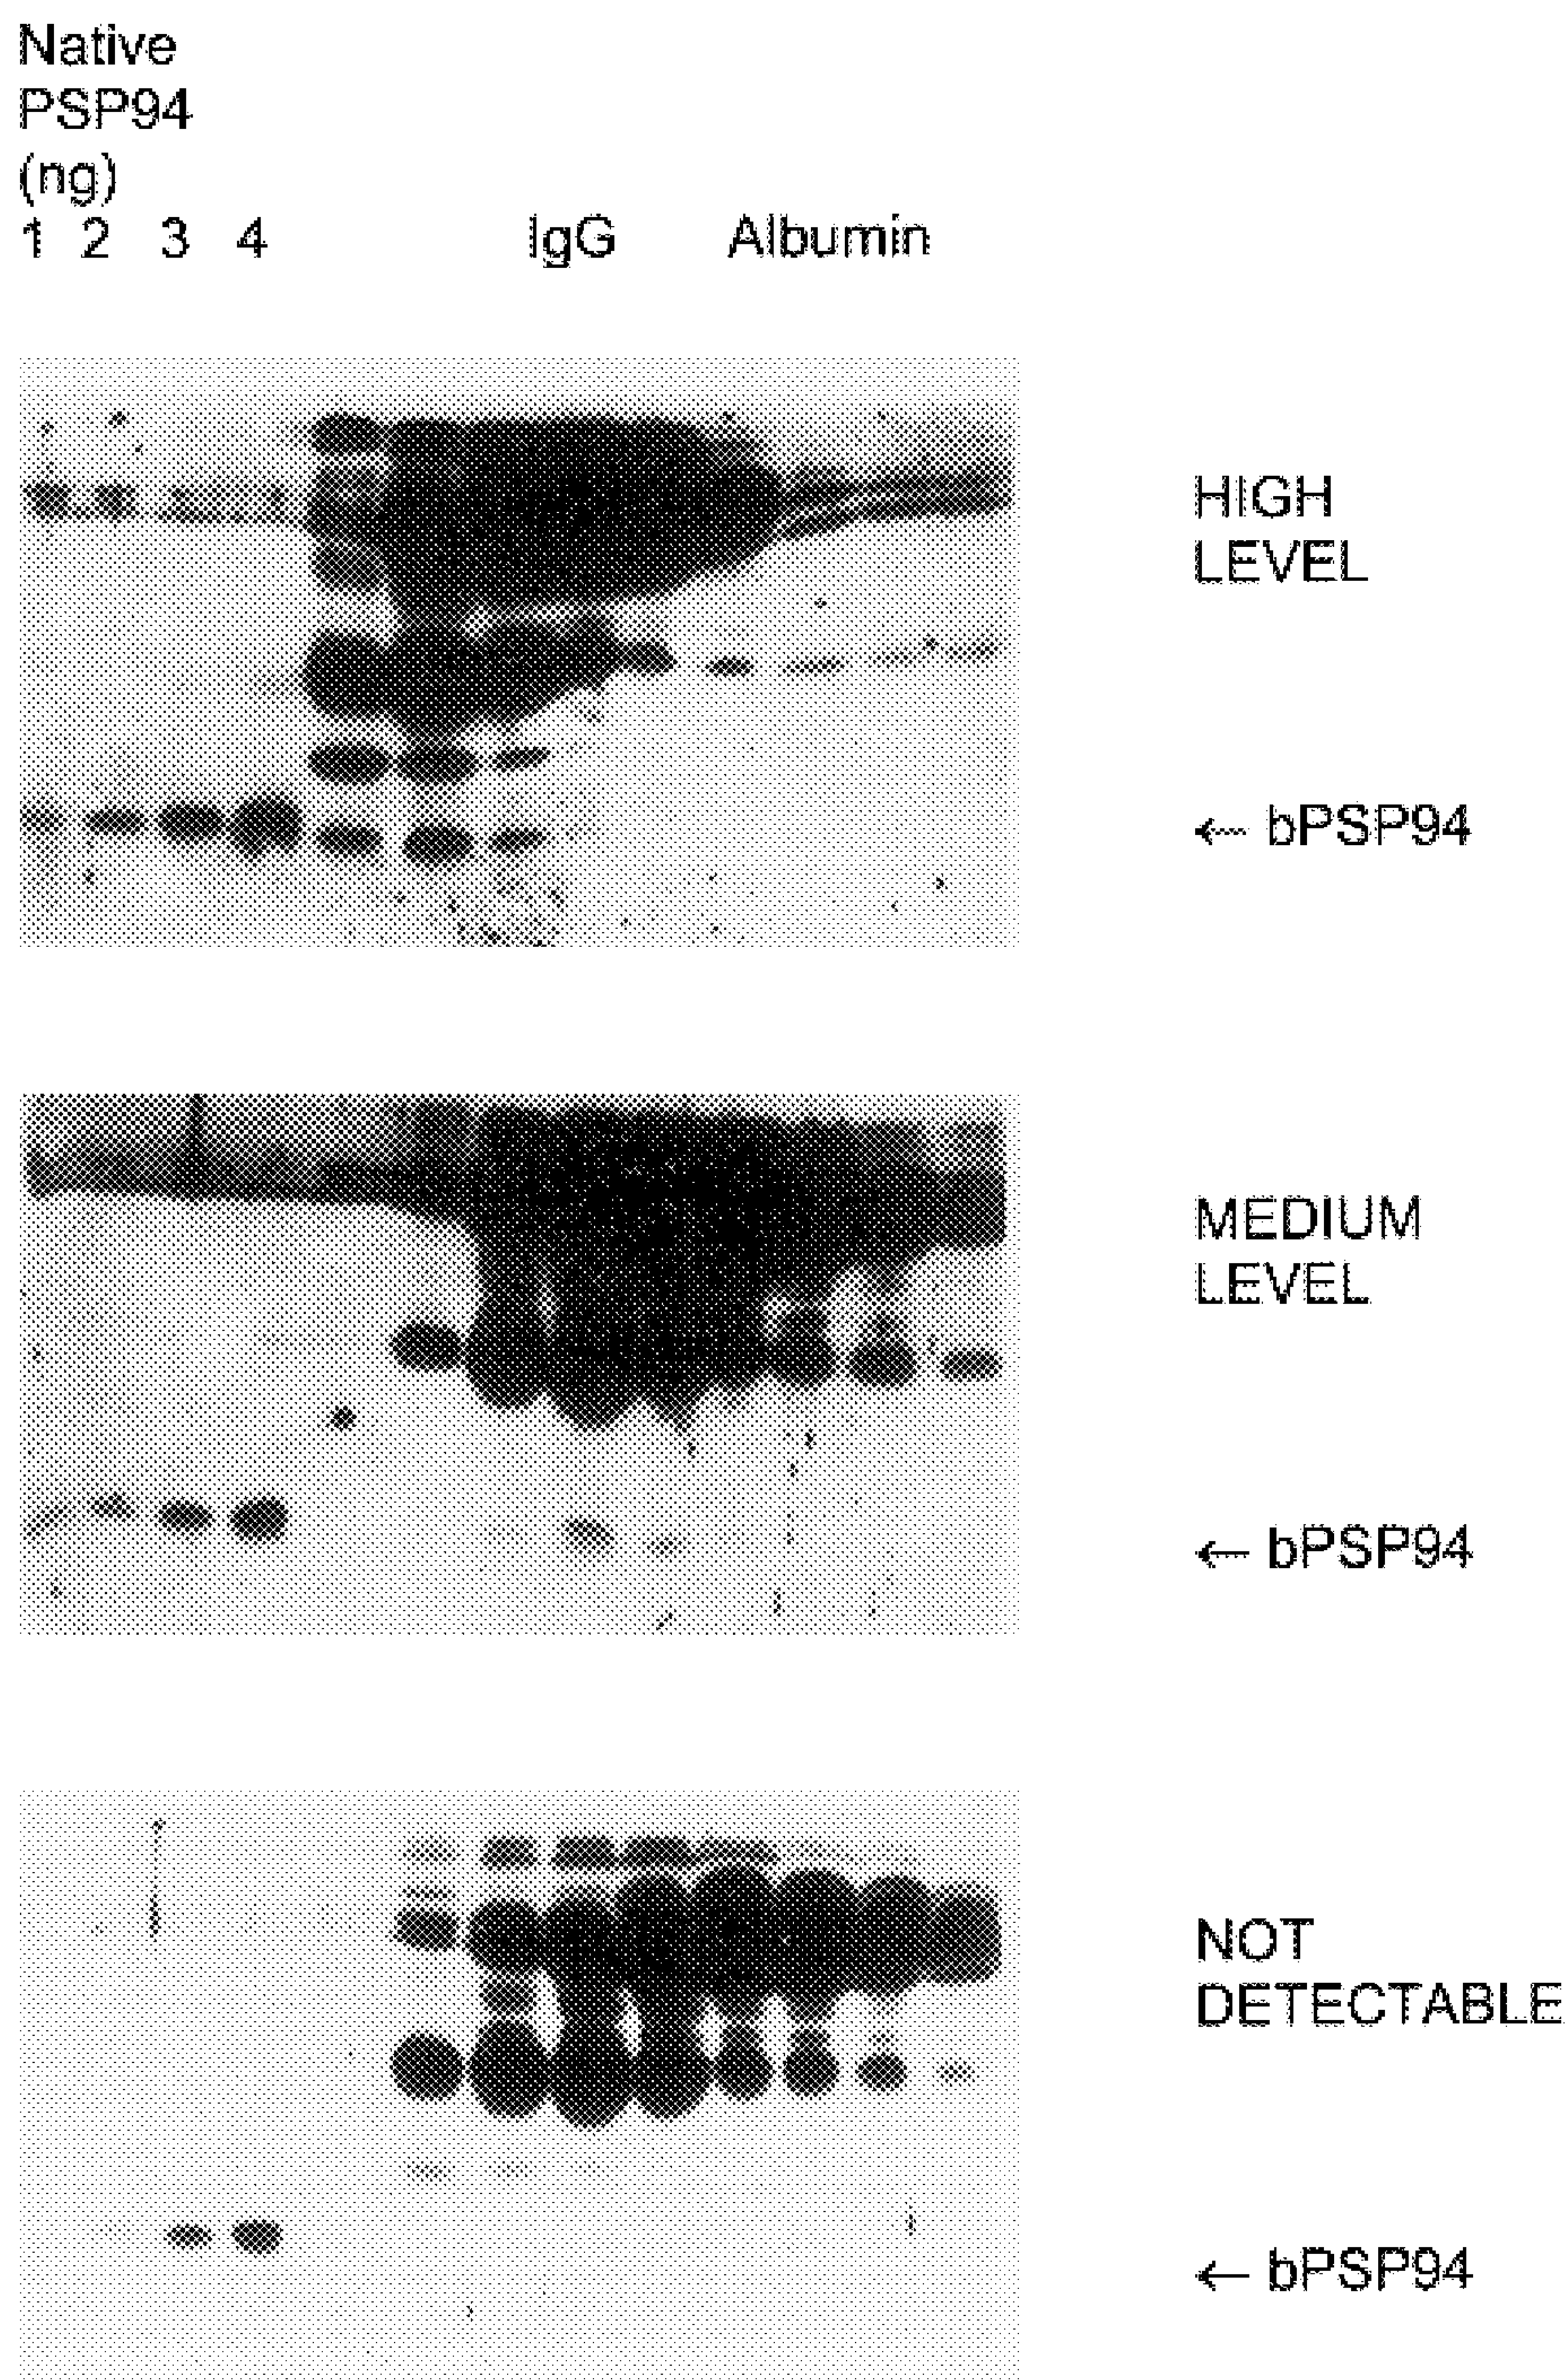 Native
PSP94
(ng)
1 2 3 4 IgG Albumin
HIGH
LEVEL
← bPSP94
MEDIUM
LEVEL
← bPSP94
NOT
DETECTABLE
← bPSP94